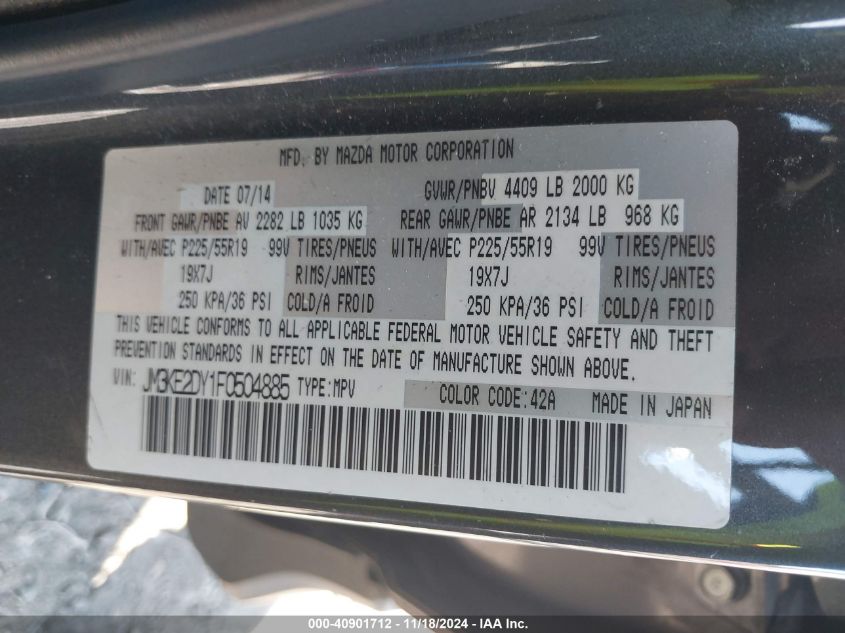 MFD. BY MAZDA MOTOR CORPORATION
DATE 07/14 GVWR/PNBV 4409 LB 2000 KG
FRONT GAWR/PNBE AV 2282 LB 1035 KG REAR GAWR/PNBE AR 2134 LB 968 KG
WITH/AVEC P225/55R19 99V TIRES/PNEUS WITH/AVEC P225/55R19 99V TIRES/PNEUS
19X7J RIMS/JANTES 19X7J RIMS/JANTES
250 KPA/36 PSI COLD/A FROID 250 KPA/36 PSI COLD/A FROID
THIS VEHICLE CONFORMS TO ALL APPLICABLE FEDERAL MOTOR VEHICLE SAFETY AND THEFT
PREVENTION STANDARDS IN EFFECT ON THE DATE OF MANUFACTURE SHOWN ABOVE.
VIN: JM3KE2DY1F0504885 TYPE:MPV COLOR CODE:42A MADE IN JAPAN
000-40901712 - 11/18/2024 - IAA Inc.